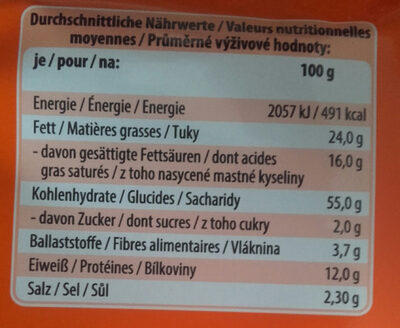 Durchschnittliche Nährwerte / Valeurs nutritionnelles
moyennes / Průměrné výživové hodnoty:
je / pour / na: 100 g
Energie / Énergie / Energie 2057 kJ / 491 kcal
Fett / Matières grasses / Tuky 24,0 g
- davon gesättigte Fettsäuren / dont acides 16,0 g
gras saturés / z toho nasycené mastné kyseliny
Kohlenhydrate / Glucides / Sacharidy 55,0 g
- davon Zucker / dont sucres / z toho cukry 2,0 g
Ballaststoffe / Fibres alimentaires / Vláknina 3,7 g
Eiweiß / Protéines / Bílkoviny 12,0 g
Salz / Sel / Sůl 2,30 g